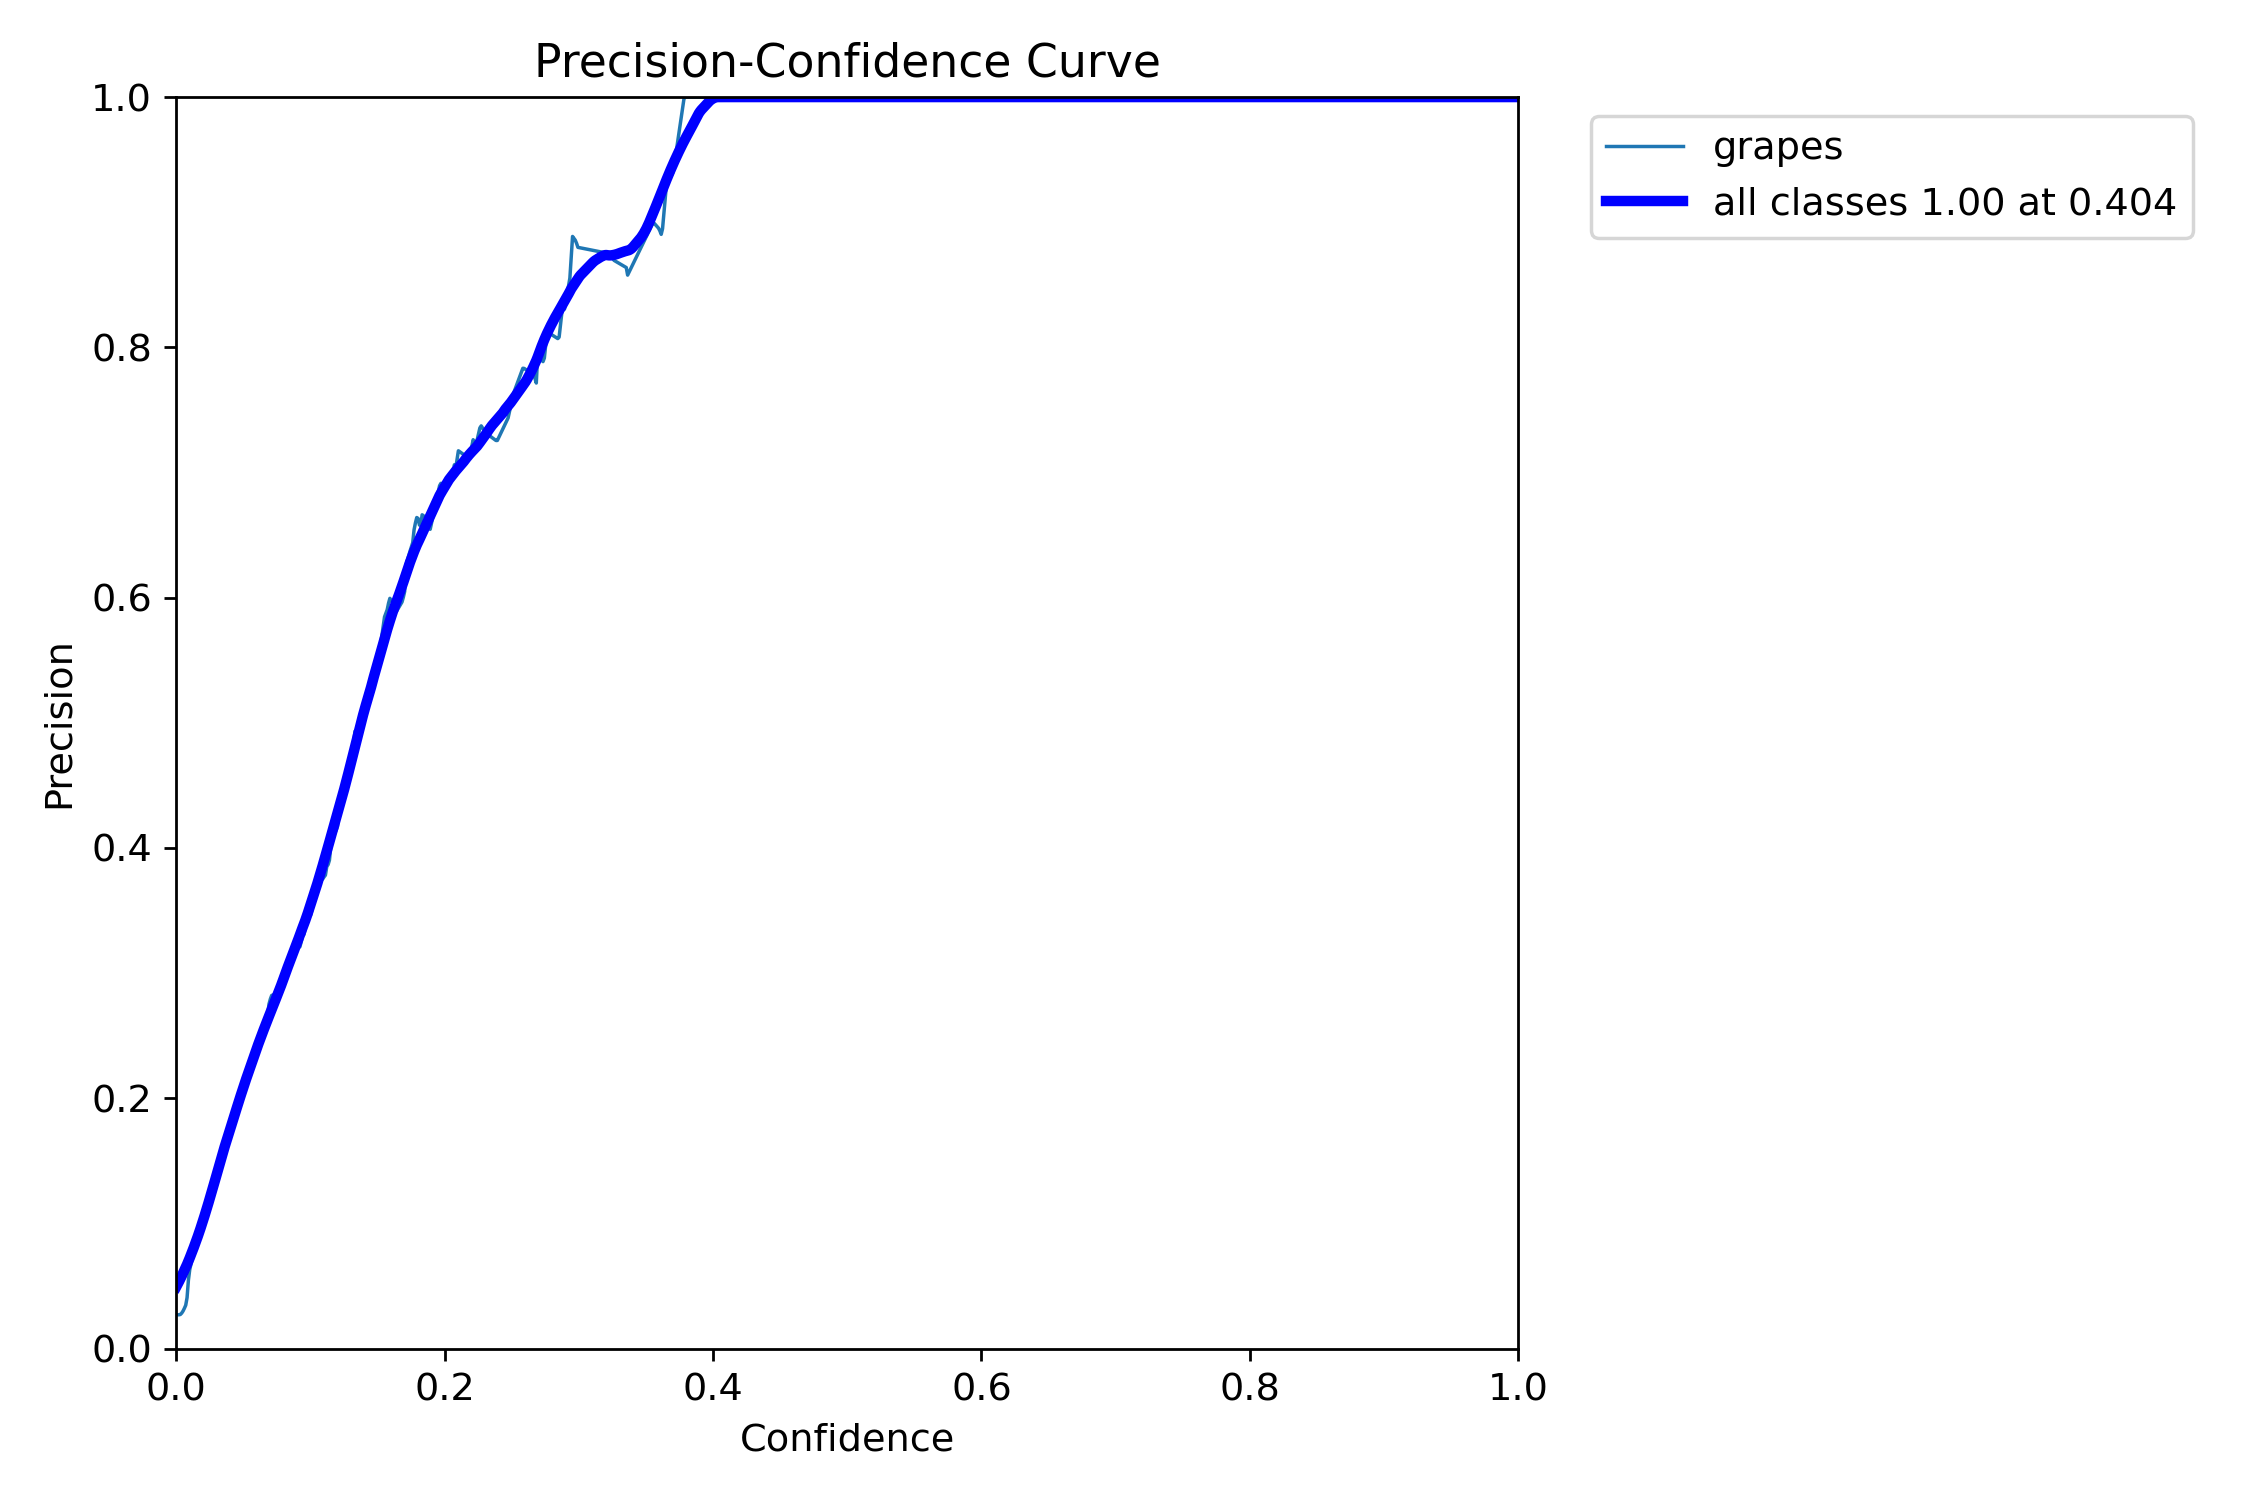 Precision-Confidence Curve
1.0
0.8
0.6
0.4
0.2
0.0
Precision
0.0 0.2 0.4 0.6 0.8 1.0
Confidence
grapes
all classes 1.00 at 0.404